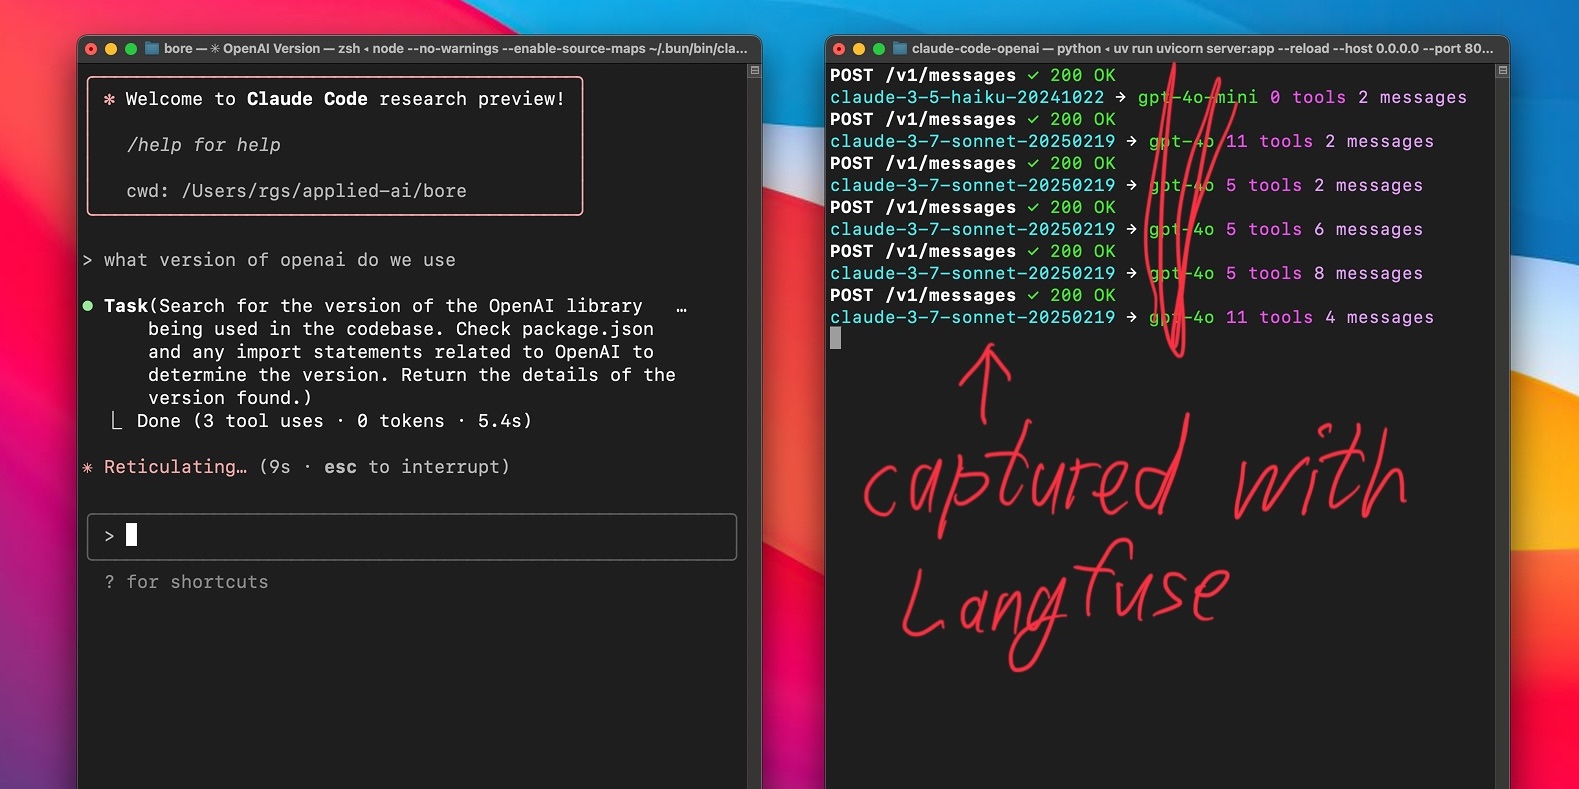 bore — ✳ OpenAI Version — zsh ◂ node --no-warnings --enable-source-maps ~/.bun/bin/cla...
✻ Welcome to Claude Code research preview!
/help for help
cwd: /Users/rgs/applied-ai/bore
> what version of openai do we use
● Task(Search for the version of the OpenAI library …
being used in the codebase. Check package.json
and any import statements related to OpenAI to
determine the version. Return the details of the
version found.)
⎿ Done (3 tool uses · 0 tokens · 5.4s)
✳ Reticulating… (9s · esc to interrupt)
>
? for shortcuts
claude-code-openai — python ◂ uv run uvicorn server:app --reload --host 0.0.0.0 --port 80...
POST /v1/messages ✓ 200 OK
claude-3-5-haiku-20241022 → gpt-4o-mini 0 tools 2 messages
POST /v1/messages ✓ 200 OK
claude-3-7-sonnet-20250219 → gpt-4o 11 tools 2 messages
POST /v1/messages ✓ 200 OK
claude-3-7-sonnet-20250219 → gpt-4o 5 tools 2 messages
POST /v1/messages ✓ 200 OK
claude-3-7-sonnet-20250219 → gpt-4o 5 tools 6 messages
POST /v1/messages ✓ 200 OK
claude-3-7-sonnet-20250219 → gpt-4o 5 tools 8 messages
POST /v1/messages ✓ 200 OK
claude-3-7-sonnet-20250219 → gpt-4o 11 tools 4 messages
captured with
Langfuse